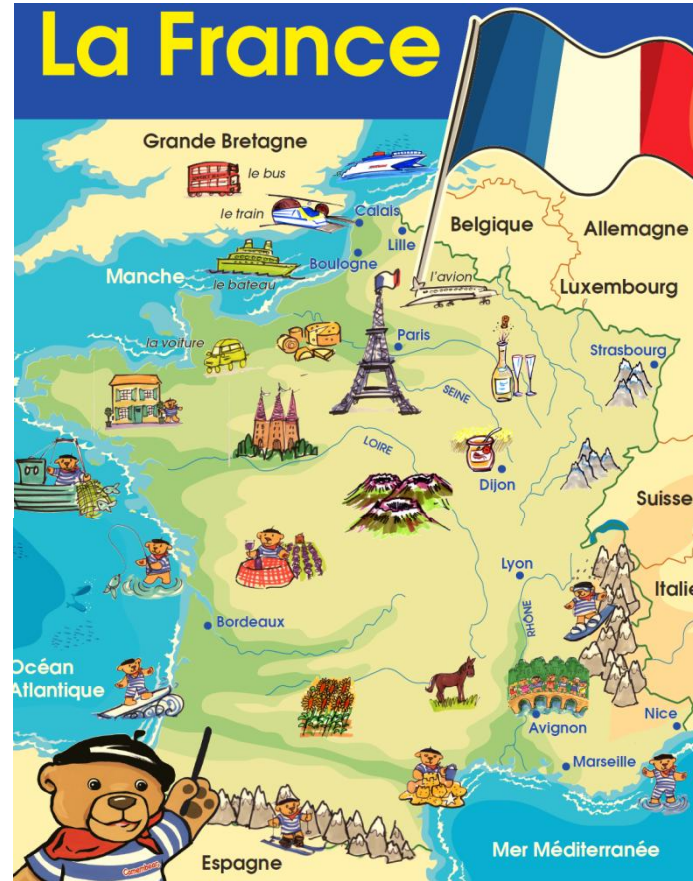 La France
Grande Bretagne
le bus
le train
Calais
Lille
Belgique
Allemagne
Boulogne
Manche
le bateau
l'avion
Luxembourg
la voiture
Paris
Strasbourg
SEINE
LOIRE
Dijon
Suisse
Lyon
Italie
RHÔNE
Bordeaux
Océan
Atlantique
Avignon
Nice
Marseille
Espagne
Mer Méditerranée